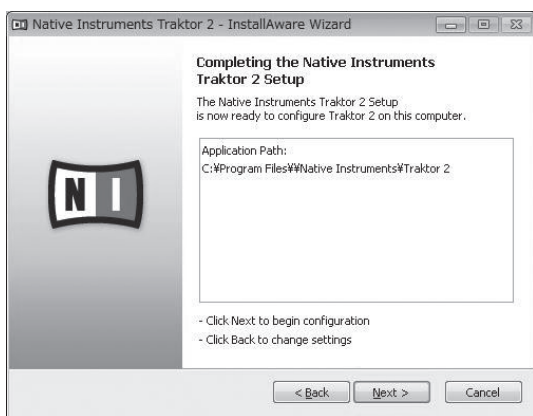 Native Instruments Traktor 2 - InstallAware Wizard
Completing the Native Instruments
Traktor 2 Setup
The Native Instruments Traktor 2 Setup
is now ready to configure Traktor 2 on this computer.
Application Path:
C:¥Program Files¥¥Native Instruments¥Traktor 2
N I
- Click Next to begin configuration
- Click Back to change settings
< Back
Next >
Cancel